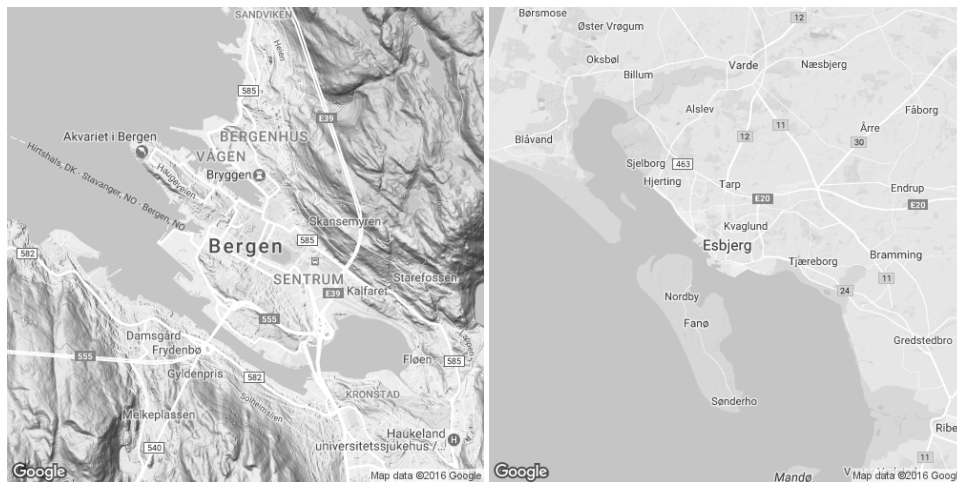 SANDVIKEN
Heien
585
E39
Akvariet i Bergen
BERGENHUS
VÅGEN
Bryggen
Haugeveien
Hirtshals, DK - Stavanger, NO - Bergen, NO
Skansemyren
582
Bergen
585
SENTRUM
Starefossen
E39
Kalfaret
555
Damsgård
Frydenbø
555
Fløen
585
Gyldenpris
582
Solheimslien
KRONSTAD
Melkeplassen
Haukeland
universitetssjukehus /...
H
540
Google
Map data ©2016 Google
Børsmose
12
Øster Vrøgum
Oksbøl
Varde
Næsbjerg
Billum
Alslev
Fåborg
11
Blåvand
12
Årre
30
Sjelborg
463
Hjerting
Tarp
Endrup
E20
E20
Kvaglund
Esbjerg
Bramming
Tjæreborg
11
Nordby
24
Fanø
Gredstedbro
Sønderho
Ribe
11
Mandø
Google
Map data ©2016 Google